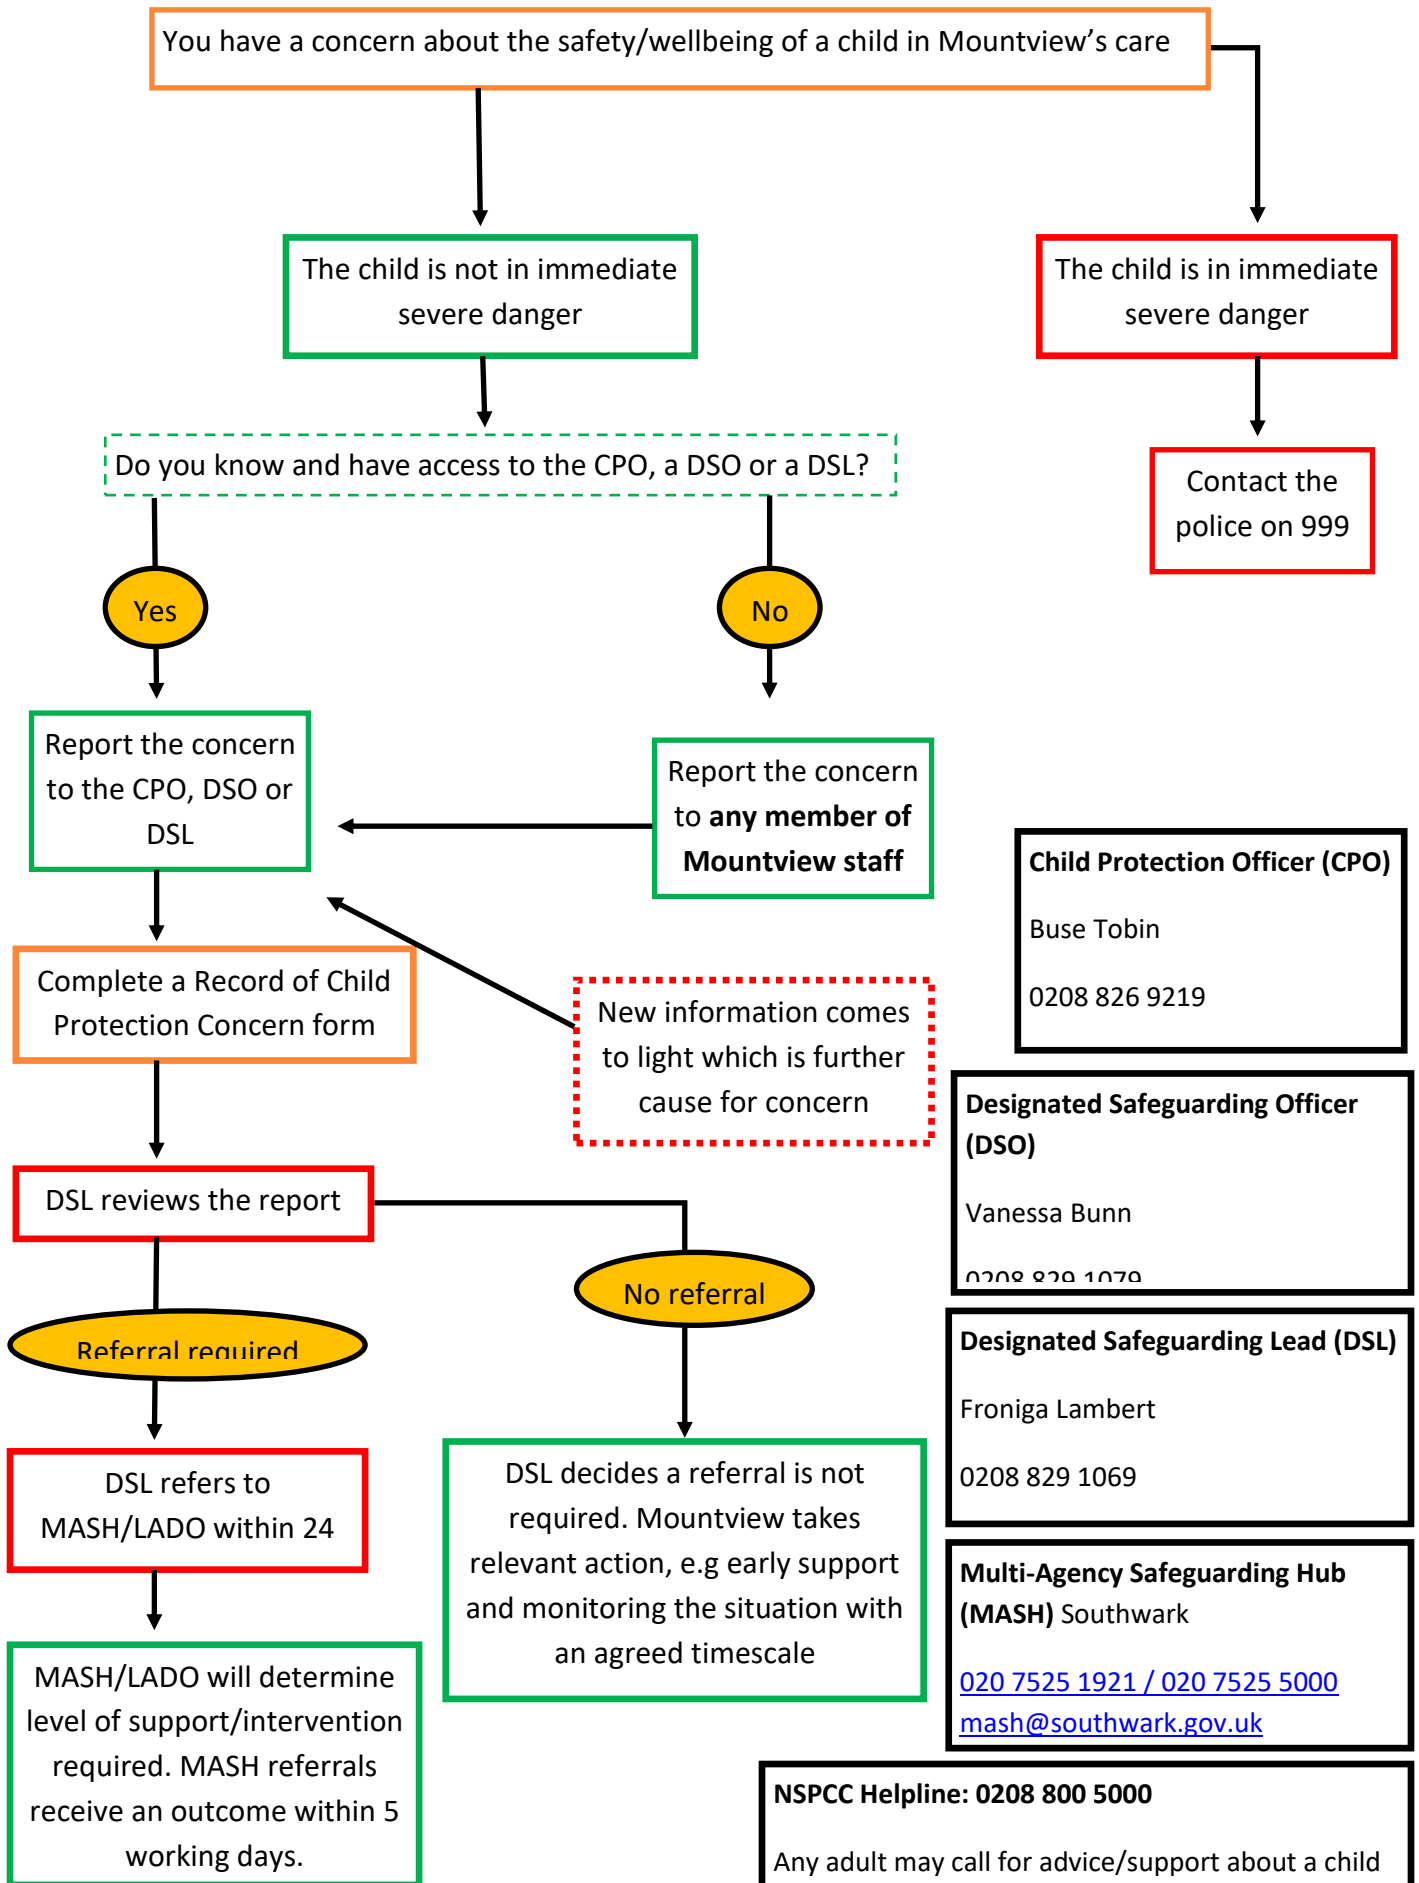 You have a concern about the safety/wellbeing of a child in Mountview’s care
The child is not in immediate
severe danger
The child is in immediate
severe danger
Do you know and have access to the CPO, a DSO or a DSL?
Contact the
police on 999
Yes
No
Report the concern
to the CPO, DSO or
DSL
Report the concern
to any member of
Mountview staff
Complete a Record of Child
Protection Concern form
New information comes
to light which is further
cause for concern
DSL reviews the report
No referral
Referral required
DSL refers to
MASH/LADO within 24
DSL decides a referral is not
required. Mountview takes
relevant action, e.g early support
and monitoring the situation with
an agreed timescale
MASH/LADO will determine
level of support/intervention
required. MASH referrals
receive an outcome within 5
working days.
Child Protection Officer (CPO)
Buse Tobin
0208 826 9219
Designated Safeguarding Officer
(DSO)
Vanessa Bunn
0208 829 1079
Designated Safeguarding Lead (DSL)
Froniga Lambert
0208 829 1069
Multi-Agency Safeguarding Hub
(MASH) Southwark
020 7525 1921 / 020 7525 5000
mash@southwark.gov.uk
NSPCC Helpline: 0208 800 5000
Any adult may call for advice/support about a child